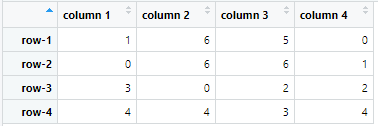 column 1 column 2 column 3 column 4
row-1 1 6 5 0
row-2 0 6 6 1
row-3 3 0 2 2
row-4 4 4 3 4